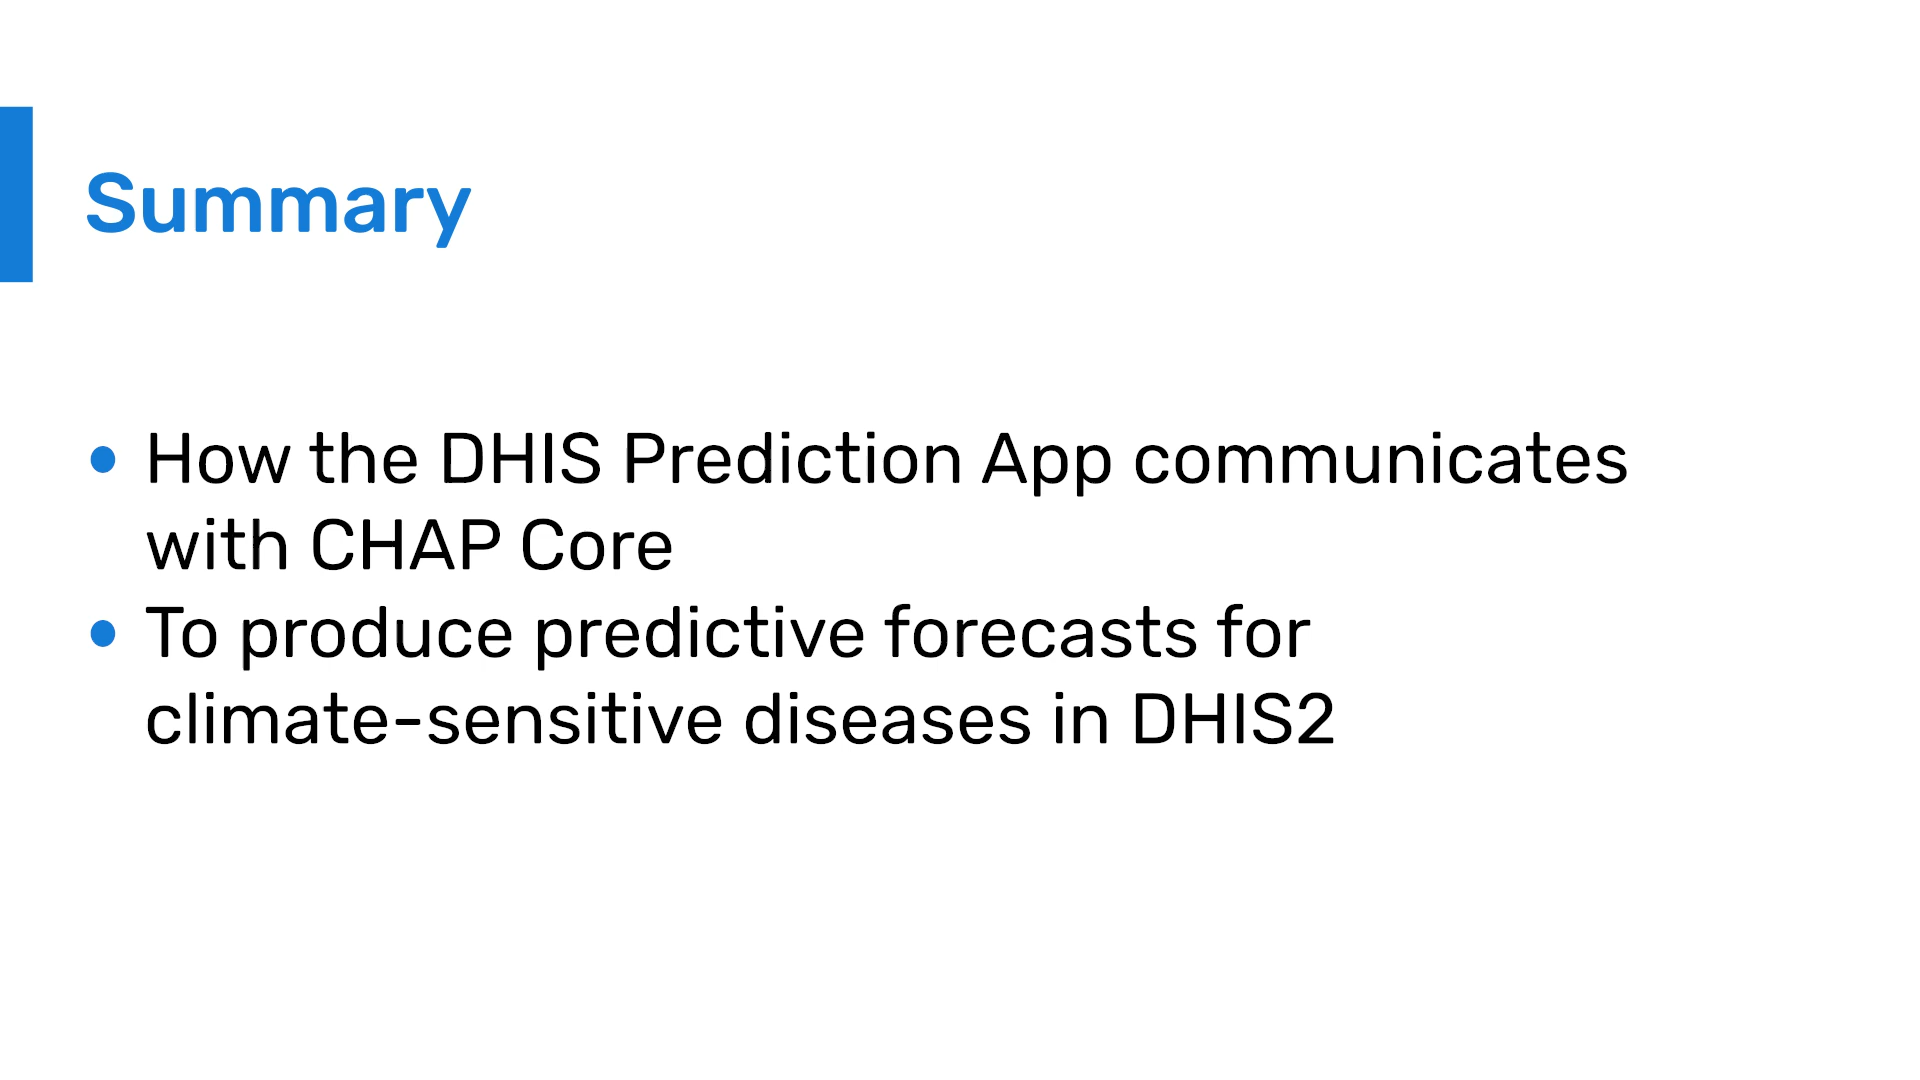 Summary
• How the DHIS Prediction App communicates
with CHAP Core
• To produce predictive forecasts for
climate-sensitive diseases in DHIS2